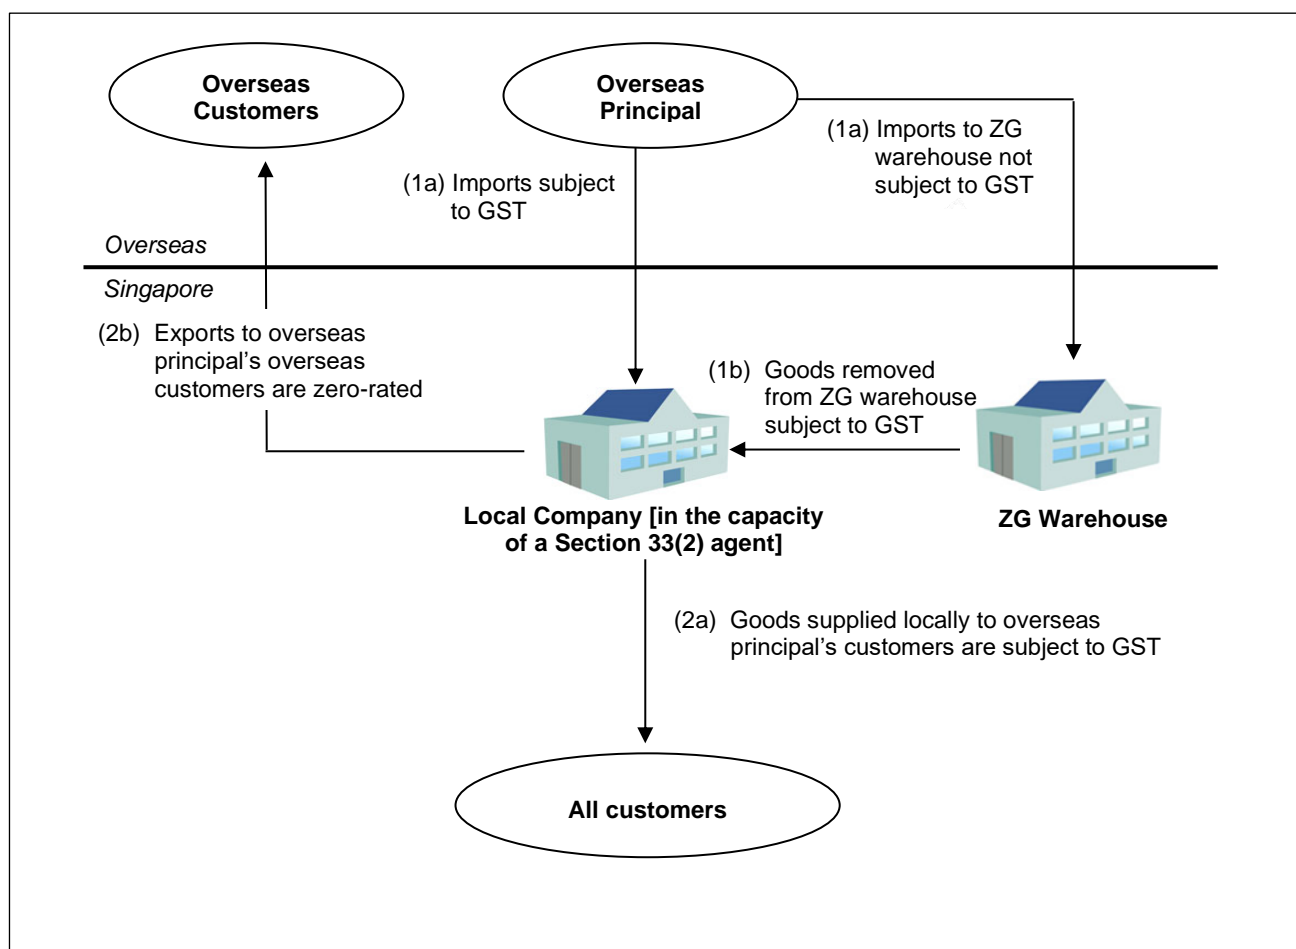 Overseas
Customers
Overseas
Principal
(1a) Imports to ZG
warehouse not
subject to GST
(1a) Imports subject
to GST
Overseas
Singapore
(2b) Exports to overseas
principal's overseas
customers are zero-rated
(1b) Goods removed
from ZG warehouse
subject to GST
Local Company [in the capacity
of a Section 33(2) agent]
ZG Warehouse
(2a) Goods supplied locally to overseas
principal's customers are subject to GST
All customers